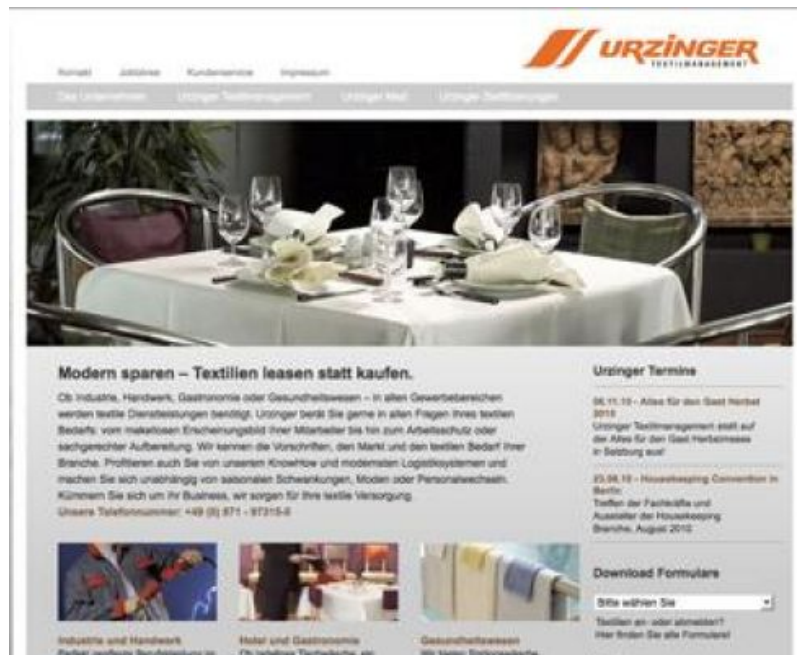 URZINGER
TEXTILMANAGEMENT
Kontakt Jobbörse Kundenservice Impressum
Das Unternehmen Urzinger Textilmanagement Urzinger
Modern sparen – Textilien leasen statt kaufen.
Ob Industrie, Handwerk, Gastronomie oder Gesundheitswesen – in allen Gewerbebereichen
werden textile Dienstleistungen benötigt. Urzinger berät Sie gerne in allen Fragen Ihres textilen
Bedarfs: vom makellosen Erscheinungsbild Ihrer Mitarbeiter bis hin zum Arbeitsschutz oder
sachgerechter Aufbereitung. Wir kennen die Vorschriften, den Markt und den textilen Bedarf Ihrer
Branche. Profitieren auch Sie von unserem KnowHow und modernsten Logistiksystemen und
machen Sie sich unabhängig von saisonalen Schwankungen, Moden oder Personalwechseln.
Kümmern Sie sich um Ihr Business, wir sorgen für Ihre textile Versorgung.
Unsere Telefonnummer: +49 (0) 871 - 97315-0
Industrie und Handwerk
Hotel und Gastronomie
Gesundheitswesen
Urzinger Termine
06.11.10 - Alles für den Gast Herbst
2010
Urzinger Textilmanagement stellt auf
der Alles für den Gast Herbstmesse
in Salzburg aus!
23.08.10 - Housekeeping Convention in
Berlin
Treffen der Fachkräfte und
Aussteller der Housekeeping
Branche, August 2010
Download Formulare
Bitte wählen Sie
Textilien an- oder abmelden?
Hier finden Sie alle Formulare!